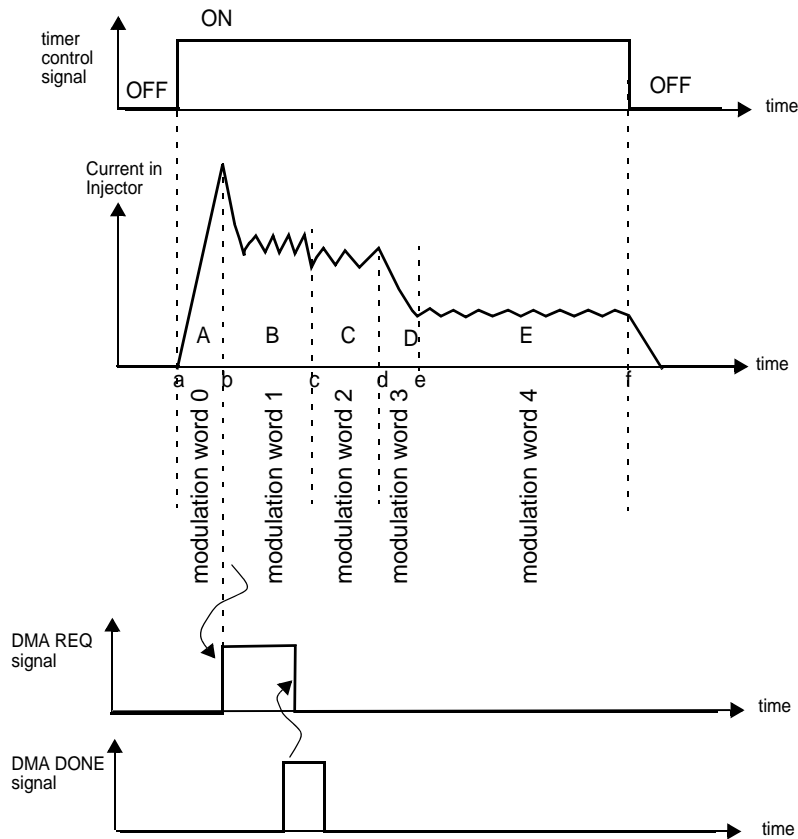 ON
timer
control
signal
OFF
OFF
time
Current in
Injector
A
B
C
D
E
time
a
b
c
d
e
f
modulation word 0
modulation word 1
modulation word 2
modulation word 3
modulation word 4
DMA REQ
signal
time
DMA DONE
signal
time